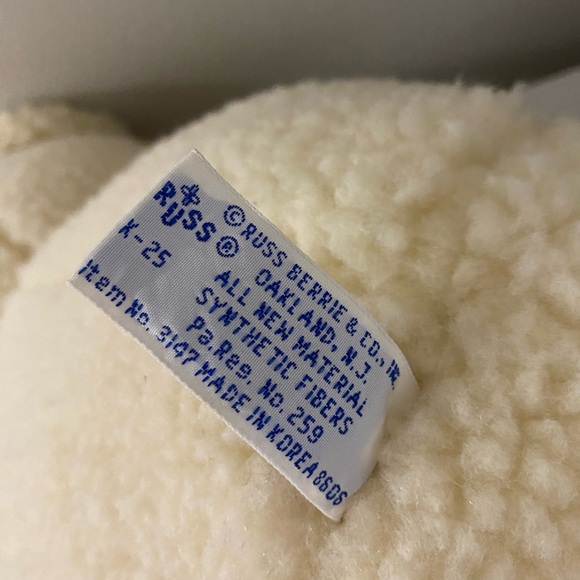 RUSS®
K-25
© RUSS BERRIE & CO., IN
OAKLAND, N.J.
ALL NEW MATERIAL
SYNTHETIC FIBERS
Pa. Reg. No. 259
Item No. 3147 MADE IN KOREA 8606